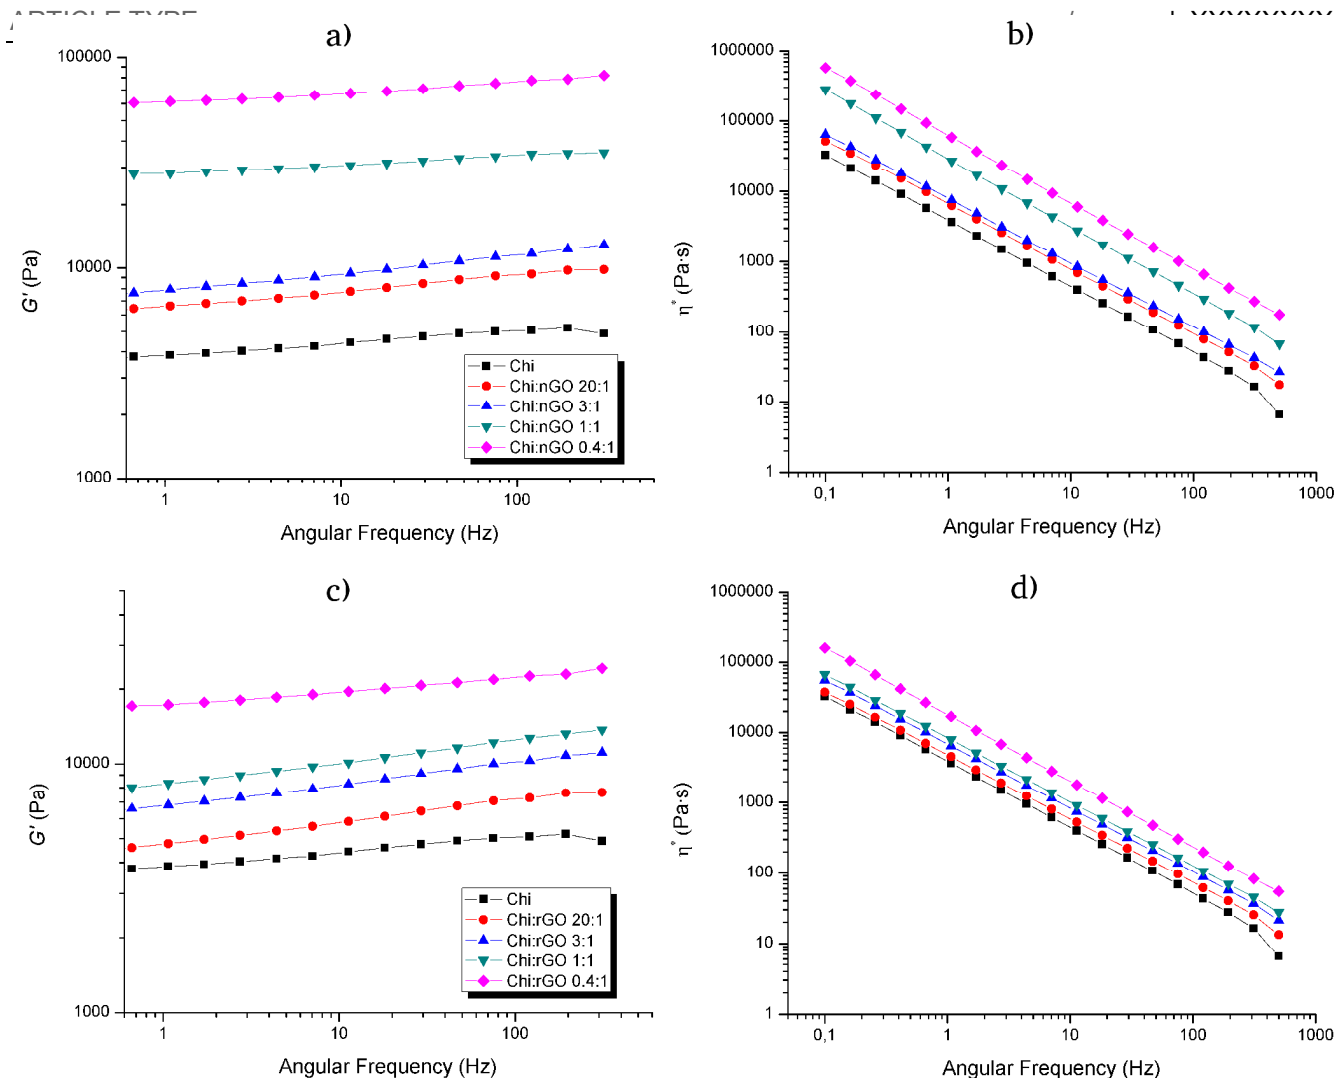 ARTICLE TYPE
a)
100000
10000
1000
G' (Pa)
1
10
100
Angular Frequency (Hz)
Chi
Chi:nGO 20:1
Chi:nGO 3:1
Chi:nGO 1:1
Chi:nGO 0.4:1
b)
1000000
100000
10000
1000
100
10
1
η* (Pa·s)
0,1
1
10
100
1000
Angular Frequency (Hz)
c)
10000
1000
G' (Pa)
1
10
100
Angular Frequency (Hz)
Chi
Chi:rGO 20:1
Chi:rGO 3:1
Chi:rGO 1:1
Chi:rGO 0.4:1
d)
1000000
100000
10000
1000
100
10
1
η* (Pa·s)
0,1
1
10
100
1000
Angular Frequency (Hz)